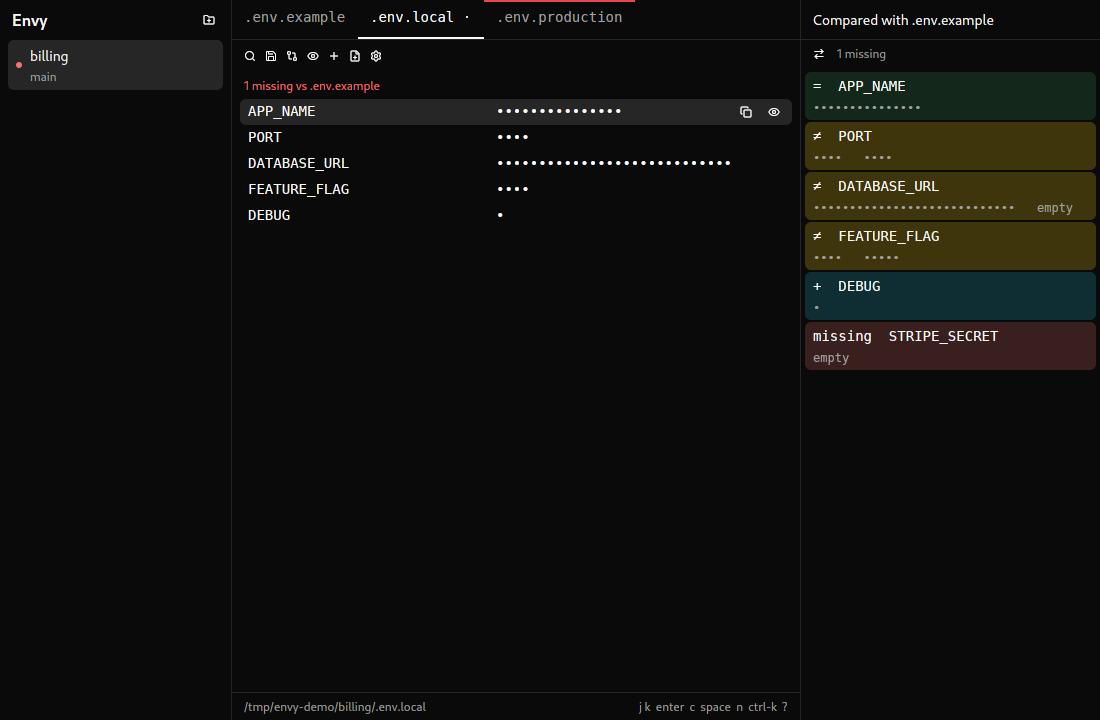 Envy
billing
main
.env.example .env.local · .env.production
1 missing vs .env.example
APP_NAME •••••••••••••••
PORT ••••
DATABASE_URL ••••••••••••••••••••••••••••
FEATURE_FLAG ••••
DEBUG •
/tmp/envy-demo/billing/.env.local j k enter c space n ctrl-k ?
Compared with .env.example
1 missing
= APP_NAME
•••••••••••••••
≠ PORT
•••• ••••
≠ DATABASE_URL
•••••••••••••••••••••••••••• empty
≠ FEATURE_FLAG
•••• •••••
+ DEBUG
•
missing STRIPE_SECRET
empty